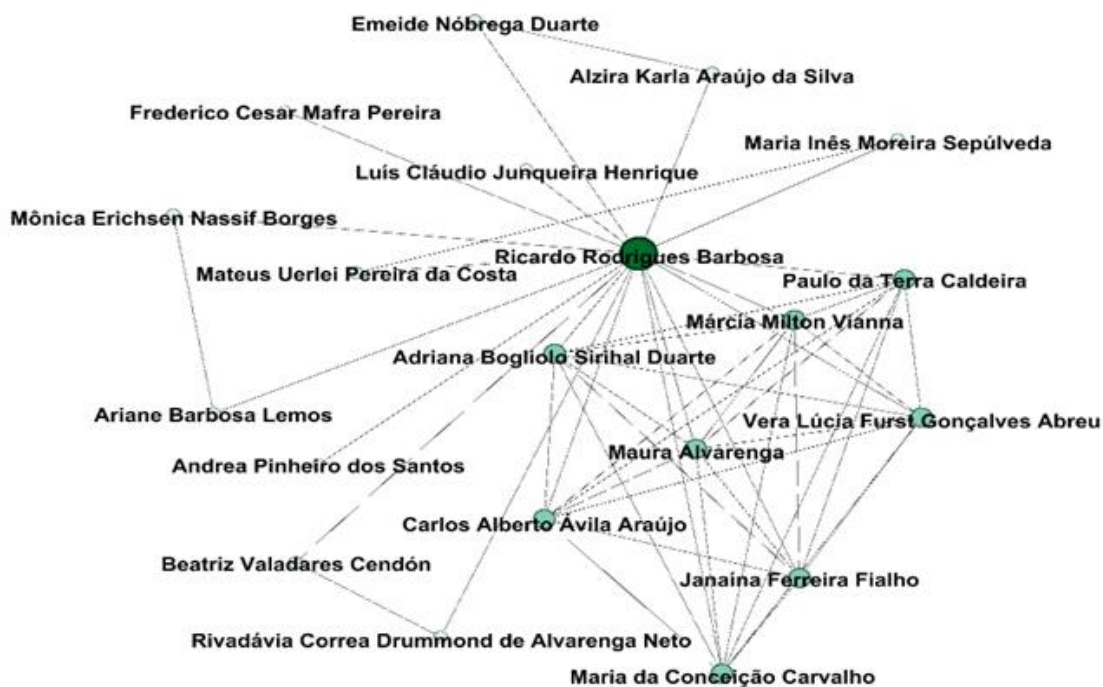 Emeide Nóbrega Duarte
Alzira Karla Araújo da Silva
Frederico Cesar Mafra Pereira
Maria Inês Moreira Sepúlveda
Luís Cláudio Junqueira Henrique
Mônica Erichsen Nassif Borges
Ricardo Rodrigues Barbosa
Mateus Uerlei Pereira da Costa
Paulo da Terra Caldeira
Márcia Milton Vianna
Adriana Bogliolo Sirihal Duarte
Ariane Barbosa Lemos
Vera Lúcia Furst Gonçalves Abreu
Maura Alvarenga
Andrea Pinheiro dos Santos
Carlos Alberto Ávila Araújo
Beatriz Valadares Cendón
Janaína Ferreira Fialho
Rivadávia Correa Drummond de Alvarenga Neto
Maria da Conceição Carvalho